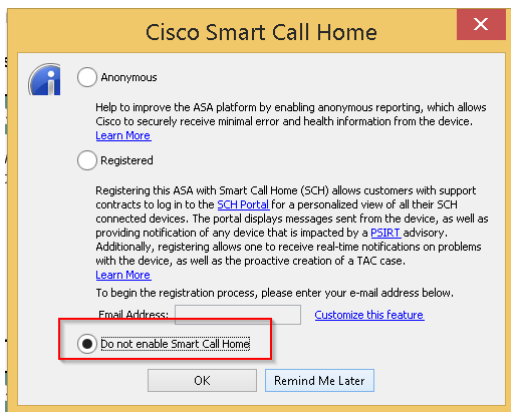 Cisco Smart Call Home
Anonymous
Help to improve the ASA platform by enabling anonymous reporting, which allows
Cisco to securely receive minimal error and health information from the device.
Learn More
Registered
Registering this ASA with Smart Call Home (SCH) allows customers with support
contracts to log in to the SCH Portal for a personalized view of all their SCH
connected devices. The portal displays messages sent from the device, as well as
providing notification of any device that is impacted by a PSIRT advisory.
Additionally, registering allows one to receive real-time notifications on problems
with the device, as well as the proactive creation of a TAC case.
Learn More
To begin the registration process, please enter your e-mail address below.
Email Address: Customize this feature
Do not enable Smart Call Home
OK Remind Me Later